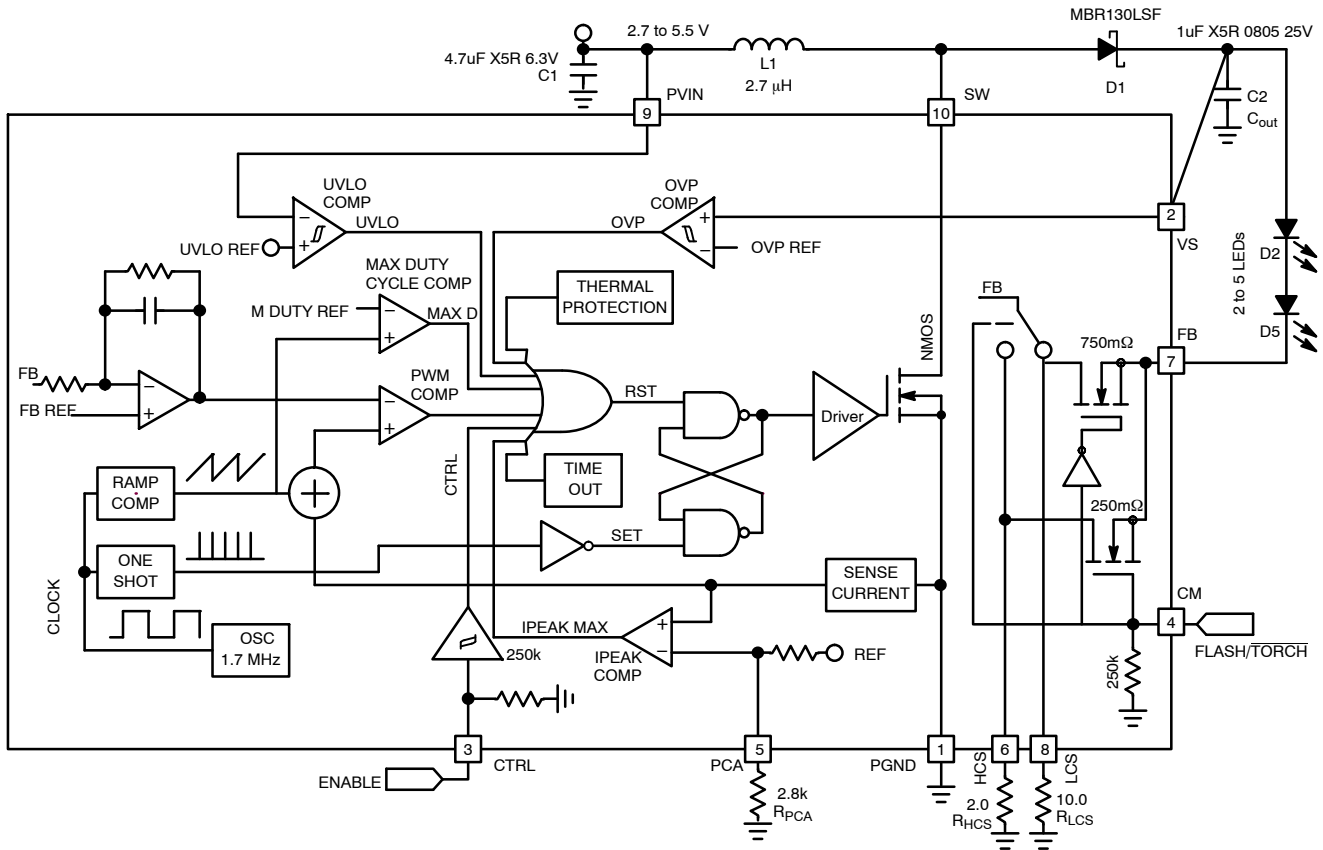 MBR130LSF
2.7 to 5.5 V
1uF X5R 0805 25V
4.7uF X5R 6.3V
C1
L1
2.7 μH
D1
C2
Cout
PVIN
9
SW
10
UVLO
COMP
UVLO
UVLO REF
OVP
COMP
OVP
OVP REF
2
VS
2 to 5 LEDs
D2
D5
MAX DUTY
CYCLE COMP
M DUTY REF
MAX D
THERMAL
PROTECTION
NMOS
FB
750mΩ
FB
7
FB
FB REF
PWM
COMP
RST
Driver
RAMP
COMP
CTRL
TIME
OUT
250mΩ
ONE
SHOT
SET
SENSE
CURRENT
CLOCK
OSC
1.7 MHz
250k
IPEAK MAX
IPEAK
COMP
REF
CM
4
FLASH/TORCH
250k
3
CTRL
ENABLE
5
PCA
2.8k
RPCA
1
PGND
6
HCS
2.0
RHCS
8
LCS
10.0
RLCS